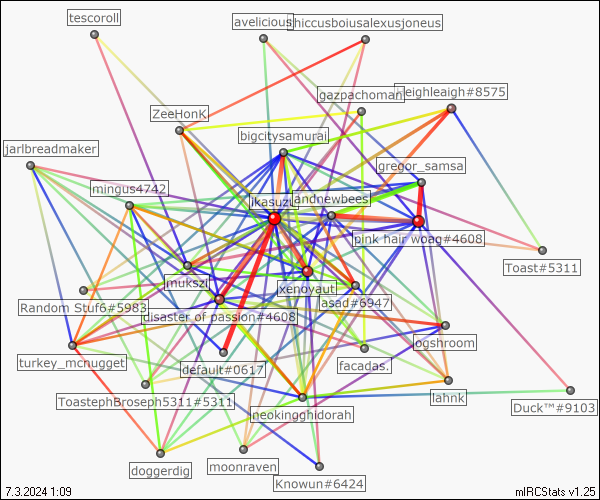 tescoroll
avelicious
chiccusboiusalexusjoneus
gazpachoman
leighleaigh#8575
ZeeHonK
bigcitysamurai
jarlbreadmaker
gregor_samsa
mingus4742
jkasuzu
andnewbees
pink hair woag#4608
Toast#5311
mukszil
xenoyaut
Random Stuf6#5983
asad#6947
disaster of passion#4608
ogshroom
turkey_mcnugget
default#0617
facadas.
ToastephBroseph5311#5311
lahnk
neokingghidorah
Duck™#9103
doggerdig
moonraven
Knowun#6424
7.3.2024 1:09
mIRCStats v1.25